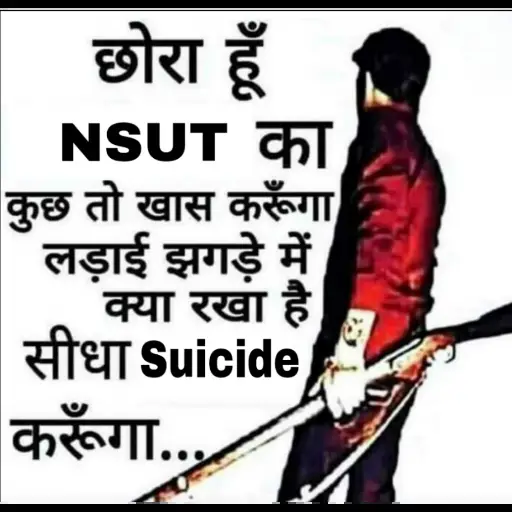 छोरा हूँ
NSUT का
कुछ तो खास करूँगा
लड़ाई झगड़े में
क्या रखा है
सीधा Suicide
करूँगा...